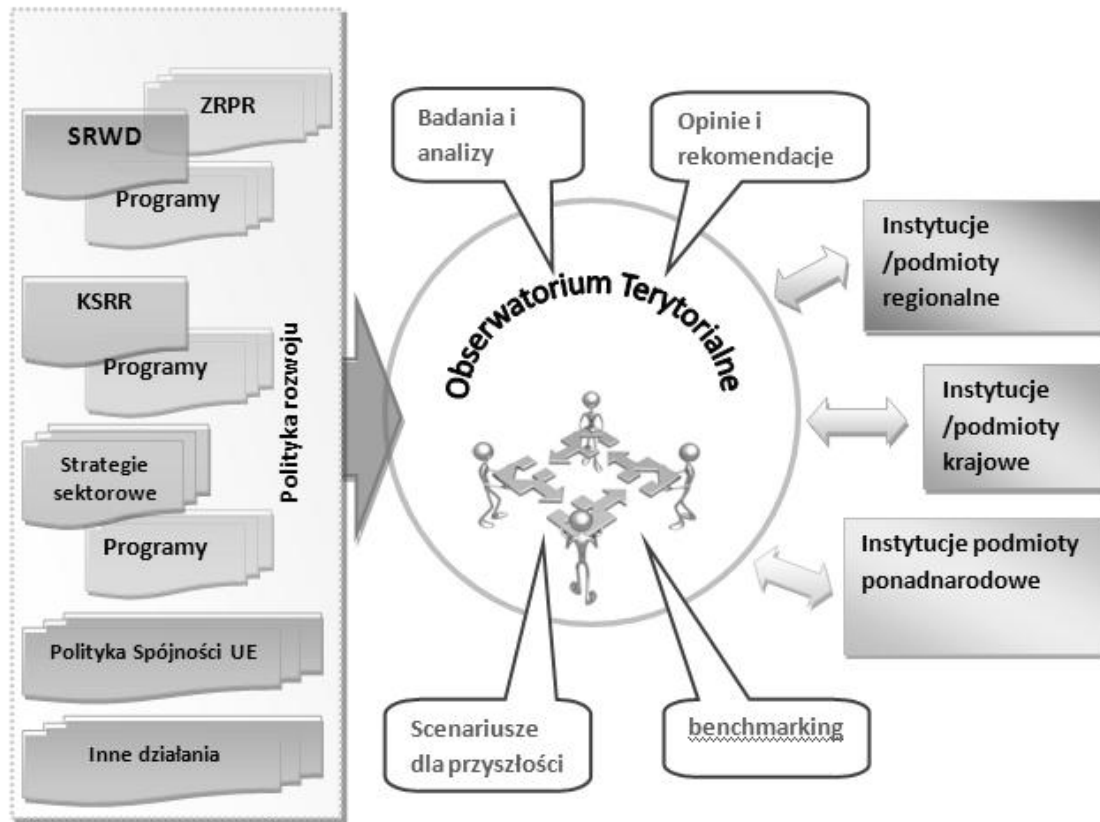 ZRPR
SRWD
Programy
KSRR
Programy
Strategie
sektorowe
Programy
Polityka Spójności UE
Inne działania
Polityka rozwoju
Badania i
analizy
Opinie i
rekomendacje
Obserwatorium Terytorialne
Scenariusze
dla przyszłości
benchmarking
Instytucje
/podmioty
regionalne
Instytucje
/podmioty
krajowe
Instytucje podmioty
ponadnarodowe